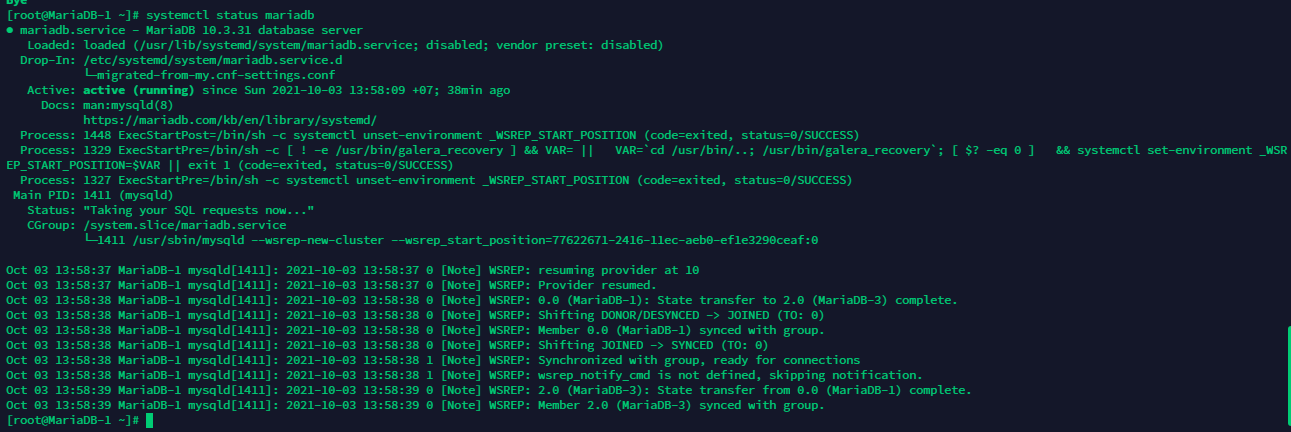 Bye
[root@MariaDB-1 ~]# systemctl status mariadb
● mariadb.service - MariaDB 10.3.31 database server
   Loaded: loaded (/usr/lib/systemd/system/mariadb.service; disabled; vendor preset: disabled)
  Drop-In: /etc/systemd/system/mariadb.service.d
           └─migrated-from-my.cnf-settings.conf
   Active: active (running) since Sun 2021-10-03 13:58:09 +07; 38min ago
     Docs: man:mysqld(8)
           https://mariadb.com/kb/en/library/systemd/
  Process: 1448 ExecStartPost=/bin/sh -c systemctl unset-environment _WSREP_START_POSITION (code=exited, status=0/SUCCESS)
  Process: 1329 ExecStartPre=/bin/sh -c [ ! -e /usr/bin/galera_recovery ] && VAR= ||   VAR=`cd /usr/bin/..; /usr/bin/galera_recovery`; [ $? -eq 0 ]   && systemctl set-environment _WSR
EP_START_POSITION=$VAR || exit 1 (code=exited, status=0/SUCCESS)
  Process: 1327 ExecStartPre=/bin/sh -c systemctl unset-environment _WSREP_START_POSITION (code=exited, status=0/SUCCESS)
 Main PID: 1411 (mysqld)
   Status: "Taking your SQL requests now..."
   CGroup: /system.slice/mariadb.service
           └─1411 /usr/sbin/mysqld --wsrep-new-cluster --wsrep_start_position=77622671-2416-11ec-aeb0-ef1e3290ceaf:0

Oct 03 13:58:37 MariaDB-1 mysqld[1411]: 2021-10-03 13:58:37 0 [Note] WSREP: resuming provider at 10
Oct 03 13:58:37 MariaDB-1 mysqld[1411]: 2021-10-03 13:58:37 0 [Note] WSREP: Provider resumed.
Oct 03 13:58:38 MariaDB-1 mysqld[1411]: 2021-10-03 13:58:38 0 [Note] WSREP: 0.0 (MariaDB-1): State transfer to 2.0 (MariaDB-3) complete.
Oct 03 13:58:38 MariaDB-1 mysqld[1411]: 2021-10-03 13:58:38 0 [Note] WSREP: Shifting DONOR/DESYNCED -> JOINED (TO: 0)
Oct 03 13:58:38 MariaDB-1 mysqld[1411]: 2021-10-03 13:58:38 0 [Note] WSREP: Member 0.0 (MariaDB-1) synced with group.
Oct 03 13:58:38 MariaDB-1 mysqld[1411]: 2021-10-03 13:58:38 0 [Note] WSREP: Shifting JOINED -> SYNCED (TO: 0)
Oct 03 13:58:38 MariaDB-1 mysqld[1411]: 2021-10-03 13:58:38 1 [Note] WSREP: Synchronized with group, ready for connections
Oct 03 13:58:38 MariaDB-1 mysqld[1411]: 2021-10-03 13:58:38 1 [Note] WSREP: wsrep_notify_cmd is not defined, skipping notification.
Oct 03 13:58:39 MariaDB-1 mysqld[1411]: 2021-10-03 13:58:39 0 [Note] WSREP: 2.0 (MariaDB-3): State transfer from 0.0 (MariaDB-1) complete.
Oct 03 13:58:39 MariaDB-1 mysqld[1411]: 2021-10-03 13:58:39 0 [Note] WSREP: Member 2.0 (MariaDB-3) synced with group.
[root@MariaDB-1 ~]#